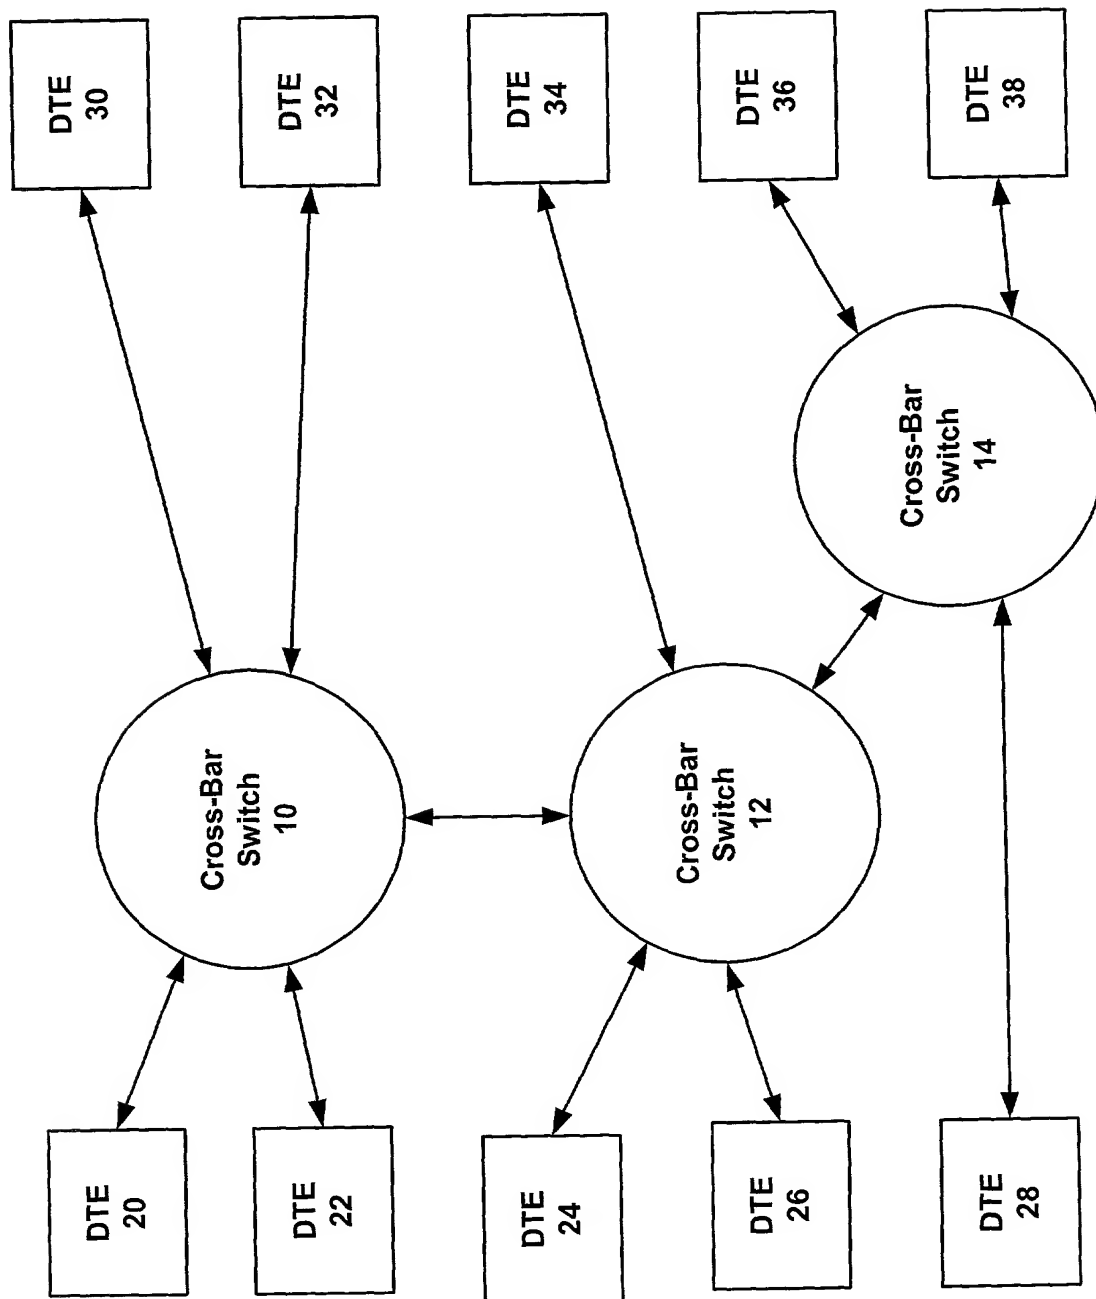 DTE
20
DTE
22
DTE
24
DTE
26
DTE
28
Cross-Bar
Switch
10
Cross-Bar
Switch
12
Cross-Bar
Switch
14
DTE
30
DTE
32
DTE
34
DTE
36
DTE
38